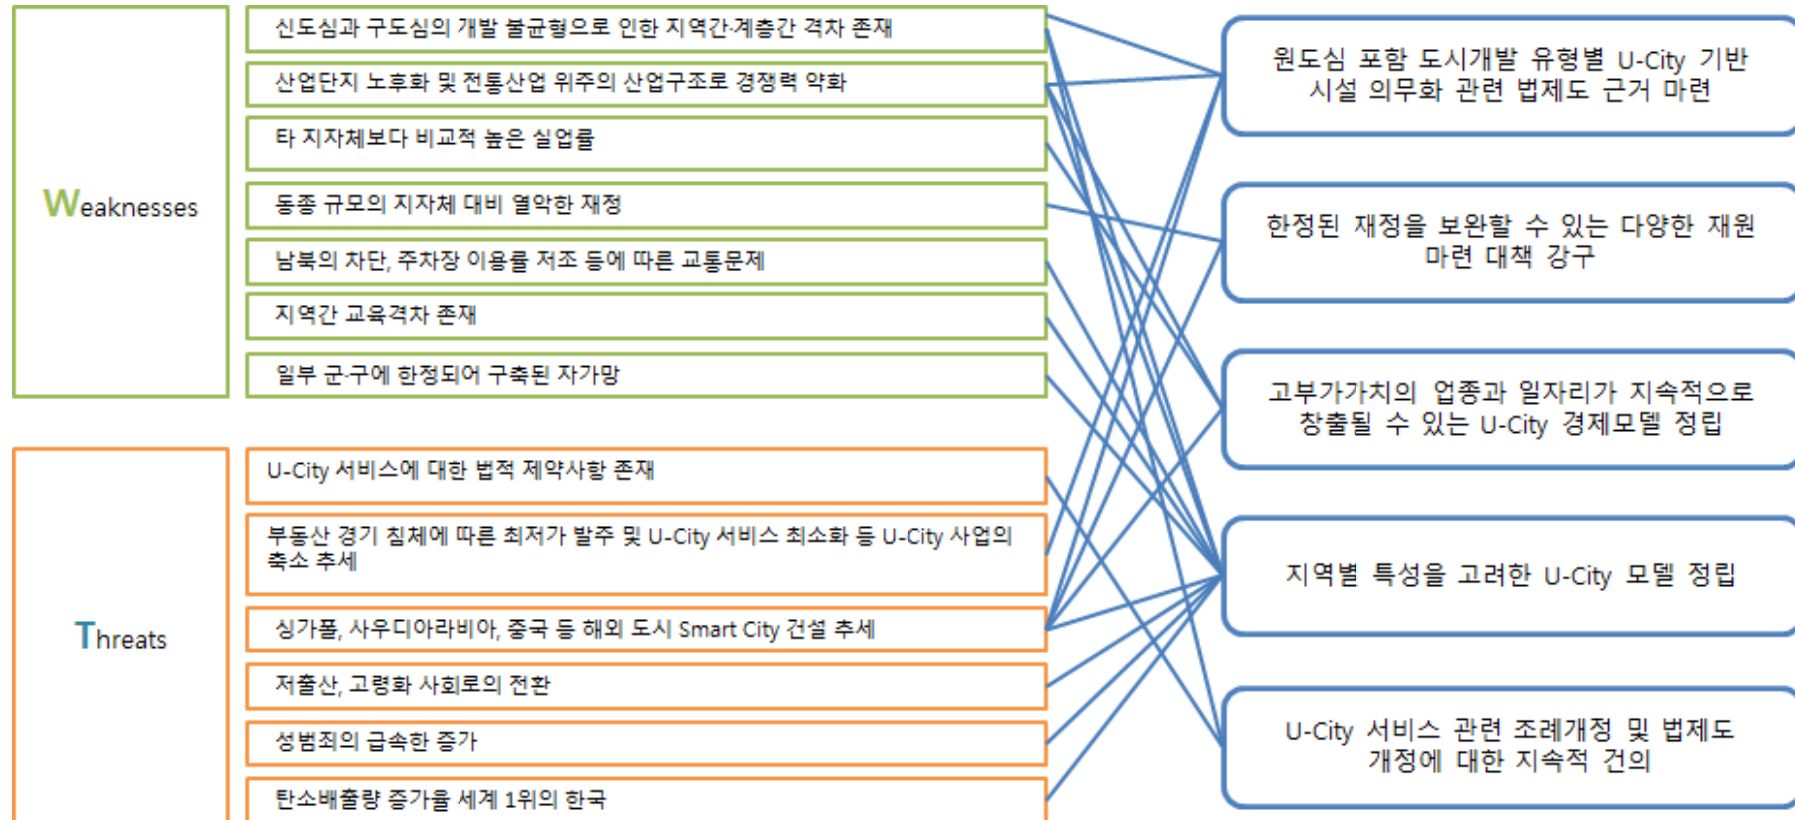 Weaknesses
신도심과 구도심의 개발 불균형으로 인한 지역간·계층간 격차 존재
산업단지 노후화 및 전통산업 위주의 산업구조로 경쟁력 약화
타 지자체보다 비교적 높은 실업률
동종 규모의 지자체 대비 열악한 재정
남북의 차단, 주차장 이용률 저조 등에 따른 교통문제
지역간 교육격차 존재
일부 군·구에 한정되어 구축된 자가망
Threats
U-City 서비스에 대한 법적 제약사항 존재
부동산 경기 침체에 따른 최저가 발주 및 U-City 서비스 최소화 등 U-City 사업의
축소 추세
싱가폴, 사우디아라비아, 중국 등 해외 도시 Smart City 건설 추세
저출산, 고령화 사회로의 전환
성범죄의 급속한 증가
탄소배출량 증가율 세계 1위의 한국
원도심 포함 도시개발 유형별 U-City 기반
시설 의무화 관련 법제도 근거 마련
한정된 재정을 보완할 수 있는 다양한 재원
마련 대책 강구
고부가가치의 업종과 일자리가 지속적으로
창출될 수 있는 U-City 경제모델 정립
지역별 특성을 고려한 U-City 모델 정립
U-City 서비스 관련 조례개정 및 법제도
개정에 대한 지속적 건의